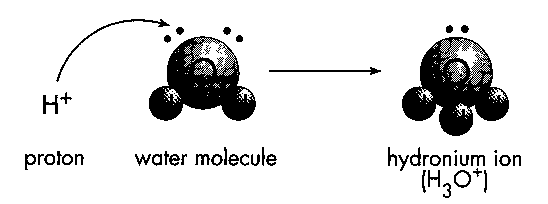 O
O
H⁺
proton
water molecule
hydronium ion
(H₃O⁺)